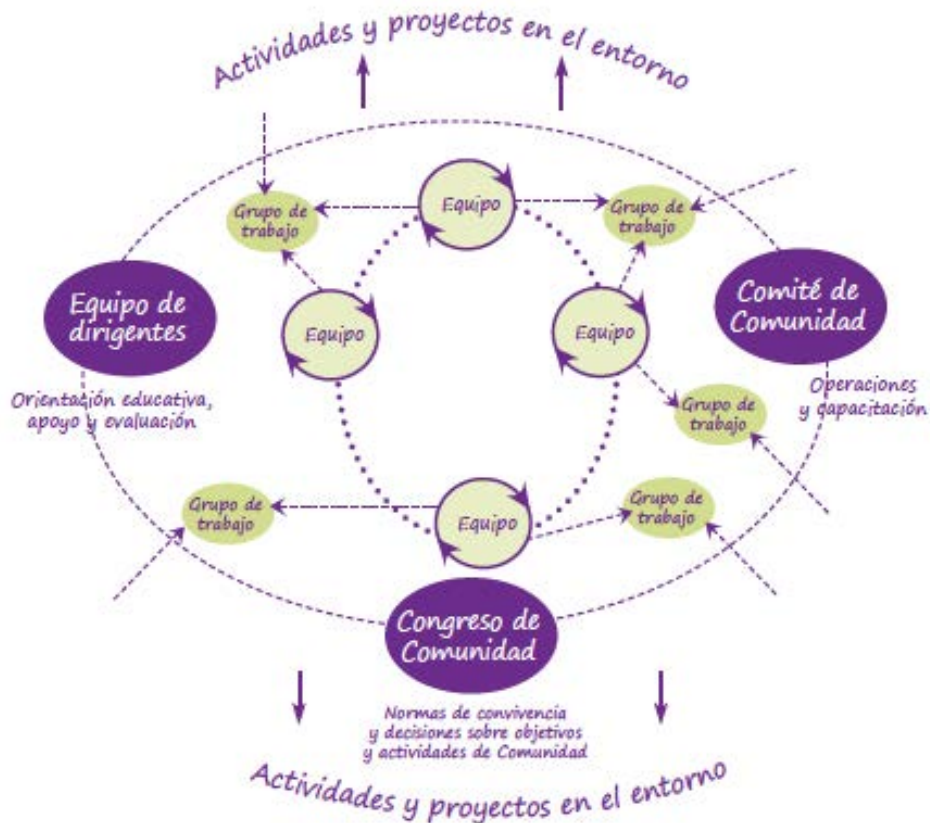 Actividades y proyectos en el entorno
Equipo
Grupo de
trabajo
Grupo de
trabajo
Equipo de
dirigentes
Equipo
Equipo
Comité de
Comunidad
Orientación educativa,
apoyo y evaluación
Operaciones
y capacitación
Grupo de
trabajo
Grupo de
trabajo
Equipo
Grupo de
trabajo
Congreso de
Comunidad
Normas de convivencia
y decisiones sobre objetivos
y actividades de Comunidad
Actividades y proyectos en el entorno